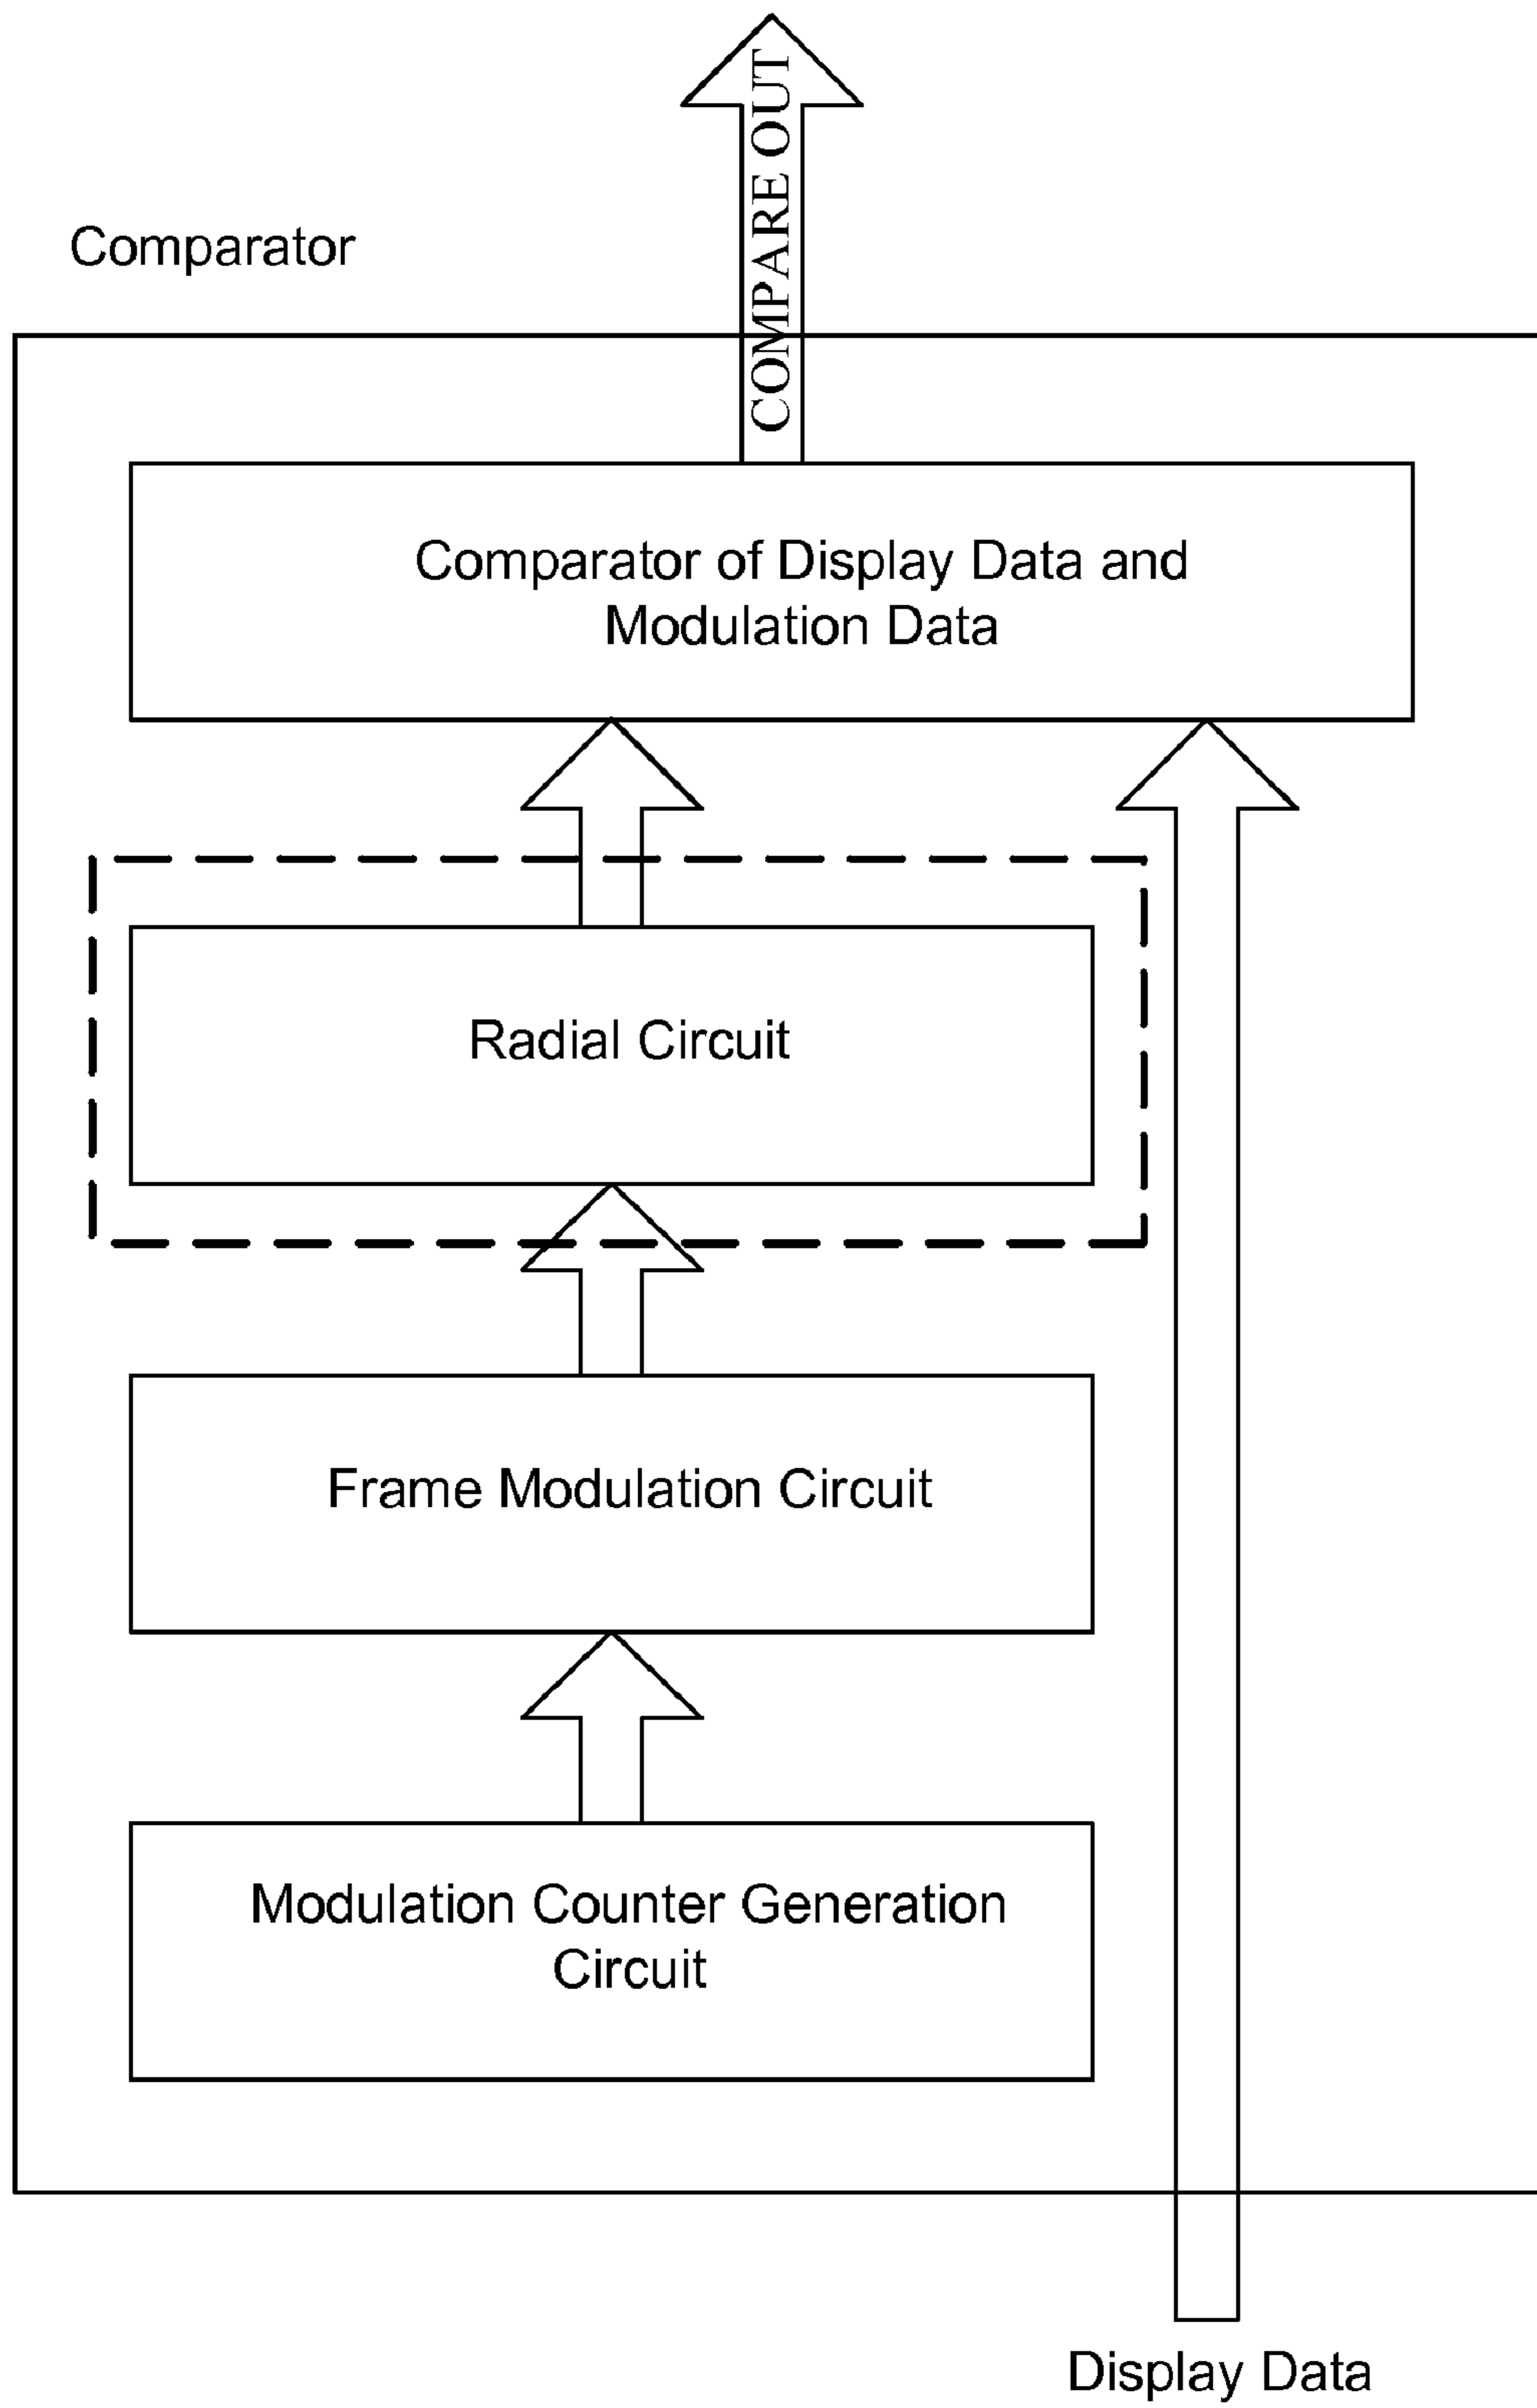 COMPARE OUT
Comparator
Comparator of Display Data and
Modulation Data
Radial Circuit
Frame Modulation Circuit
Modulation Counter Generation
Circuit
Display Data